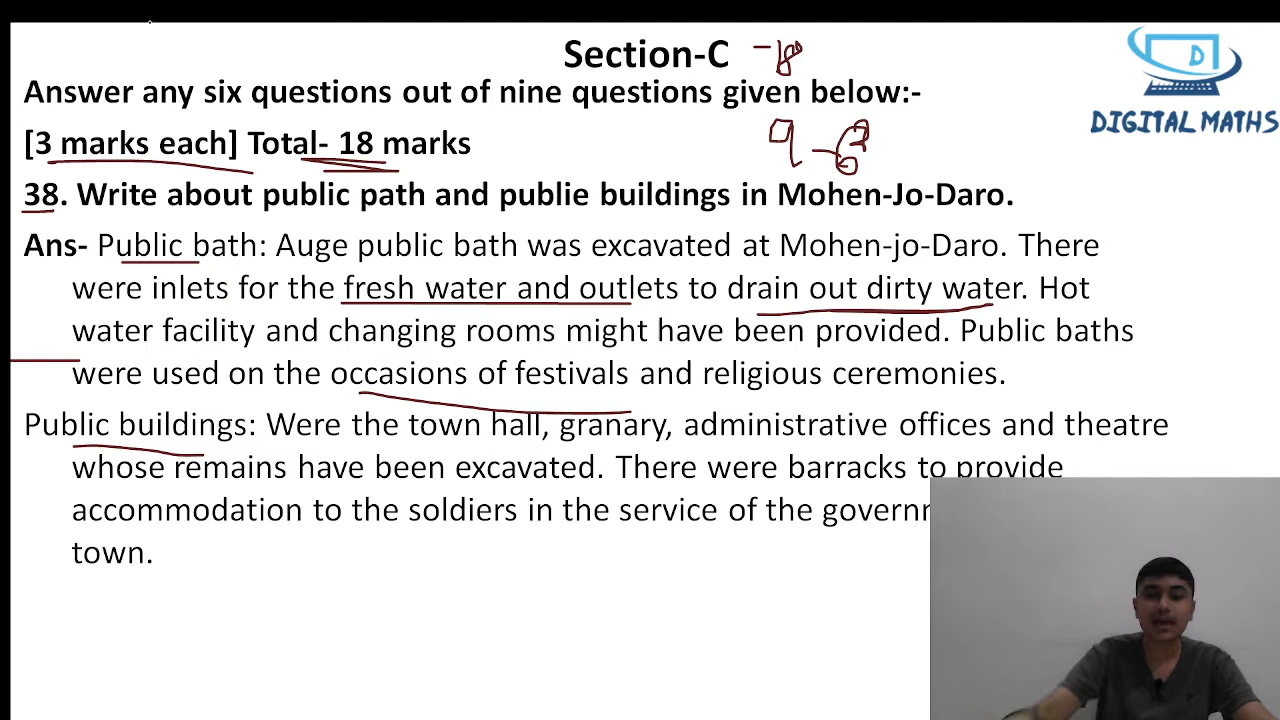 Section-C -18
Answer any six questions out of nine questions given below:-
[3 marks each] Total- 18 marks
9 - 6
38. Write about public path and publie buildings in Mohen-Jo-Daro.
Ans- Public bath: Auge public bath was excavated at Mohen-jo-Daro. There
were inlets for the fresh water and outlets to drain out dirty water. Hot
water facility and changing rooms might have been provided. Public baths
were used on the occasions of festivals and religious ceremonies.
Public buildings: Were the town hall, granary, administrative offices and theatre
whose remains have been excavated. There were barracks to provide
accommodation to the soldiers in the service of the
town.
D
DIGITAL MATHS